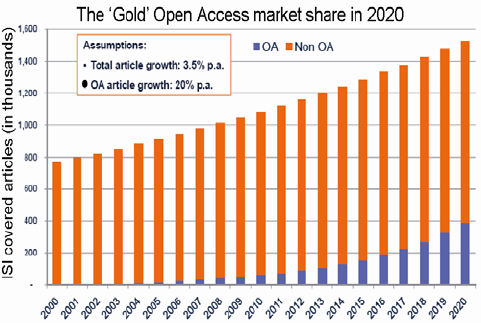 The 'Gold' Open Access market share in 2020
Assumptions:
• Total article growth: 3.5% p.a.
● OA article growth: 20% p.a.
OA Non OA
ISI covered articles (in thousands)
1,600
1,400
1,200
1,000
800
600
400
200
-
2000 2001 2002 2003 2004 2005 2006 2007 2008 2009 2010 2011 2012 2013 2014 2015 2016 2017 2018 2019 2020